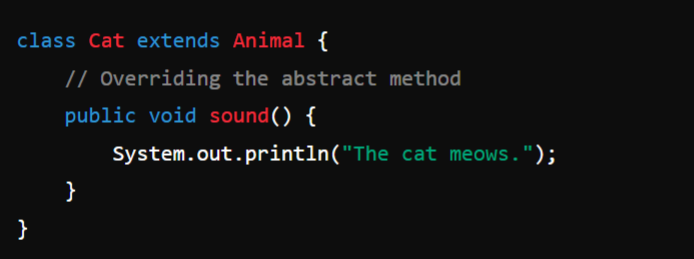 class Cat extends Animal {
    // Overriding the abstract method
    public void sound() {
        System.out.println("The cat meows.");
    }
}